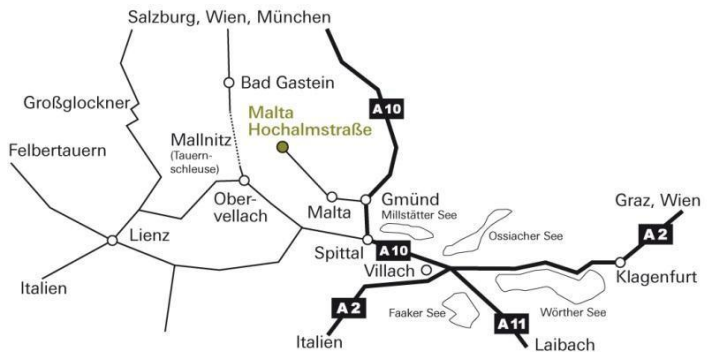 Salzburg, Wien, München
Bad Gastein
Großglockner
A10
Malta
Hochalmstraße
Mallnitz
(Tauern-
schleuse)
Felbertauern
Ober-
vellach
Malta
Gmünd
Millstätter See
Graz, Wien
Lienz
Spittal
A10
Ossiacher See
A2
Villach
Klagenfurt
Italien
A2
Faaker See
Wörther See
A11
Italien
Laibach